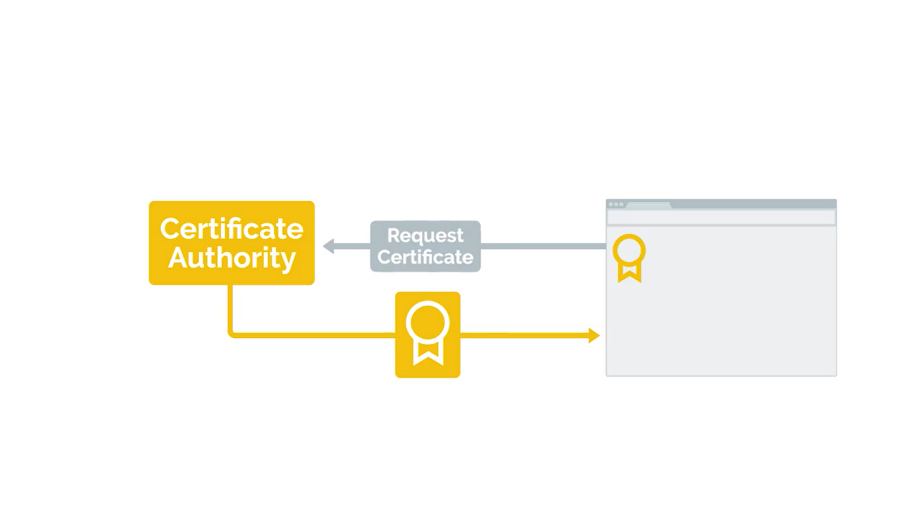 Certificate
Authority
Request
Certificate